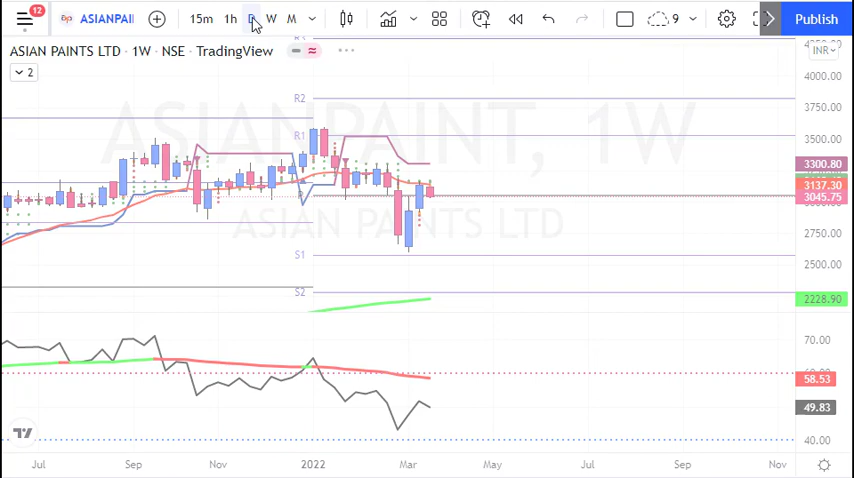 12
ASIANPAI
15m 1h D W M 9 Publish
ASIAN PAINTS LTD · 1W · NSE · TradingView
INR
2
4000.00
R2
3750.00
ASIANPAINT, 1W
R1
3500.00
3300.80
3137.30
P
3045.75
ASIAN PAINTS LTD
2750.00
S1
2500.00
S2
2228.90
70.00
58.53
49.83
40.00
Jul Sep Nov 2022 Mar May Jul Sep Nov